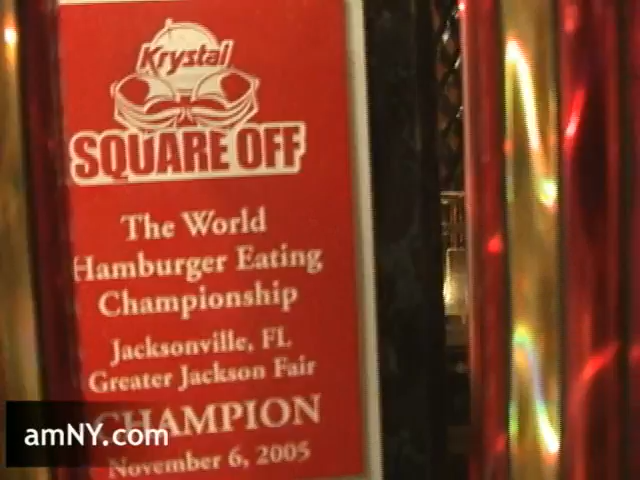 Krystal
SQUARE OFF
The World
Hamburger Eating
Championship
Jacksonville, FL
Greater Jackson Fair
CHAMPION
November 6, 2005
amNY.com